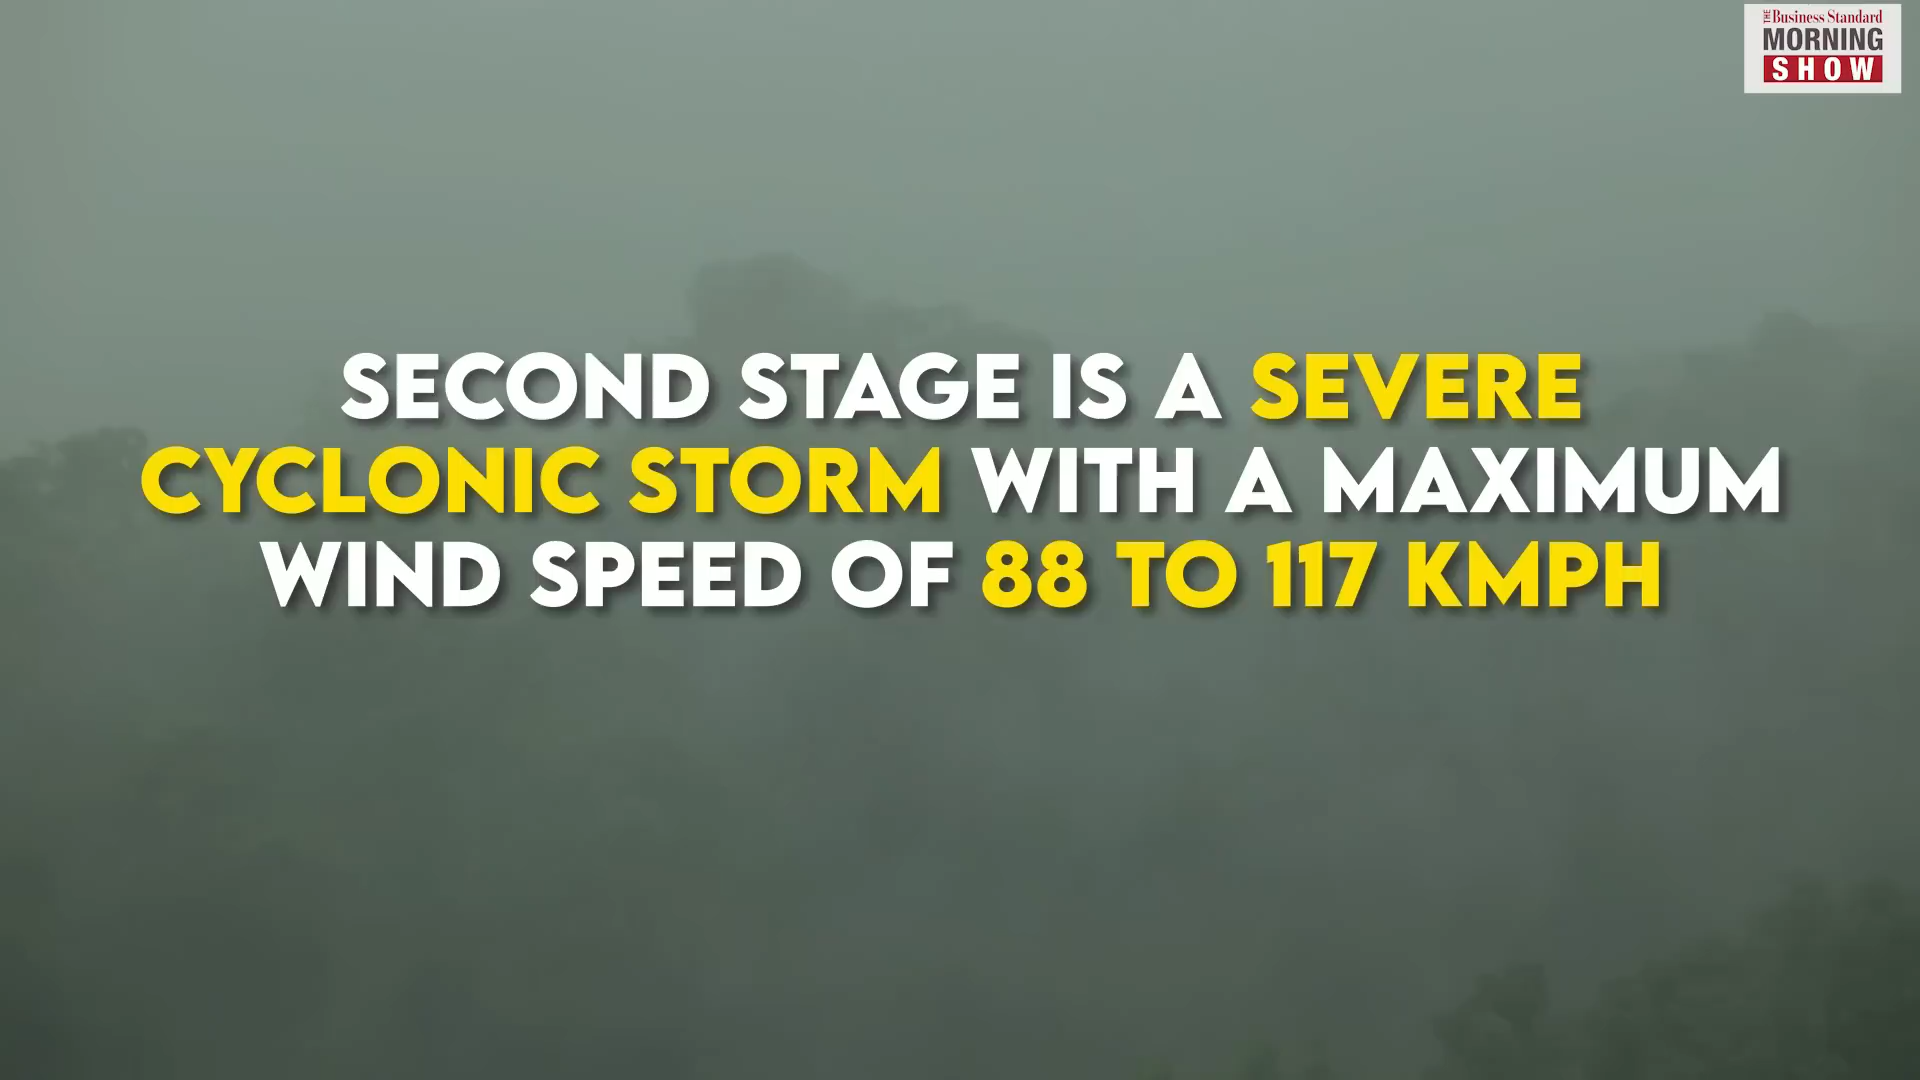 THE Business Standard
MORNING
SHOW
SECOND STAGE IS A SEVERE
CYCLONIC STORM WITH A MAXIMUM
WIND SPEED OF 88 TO 117 KMPH